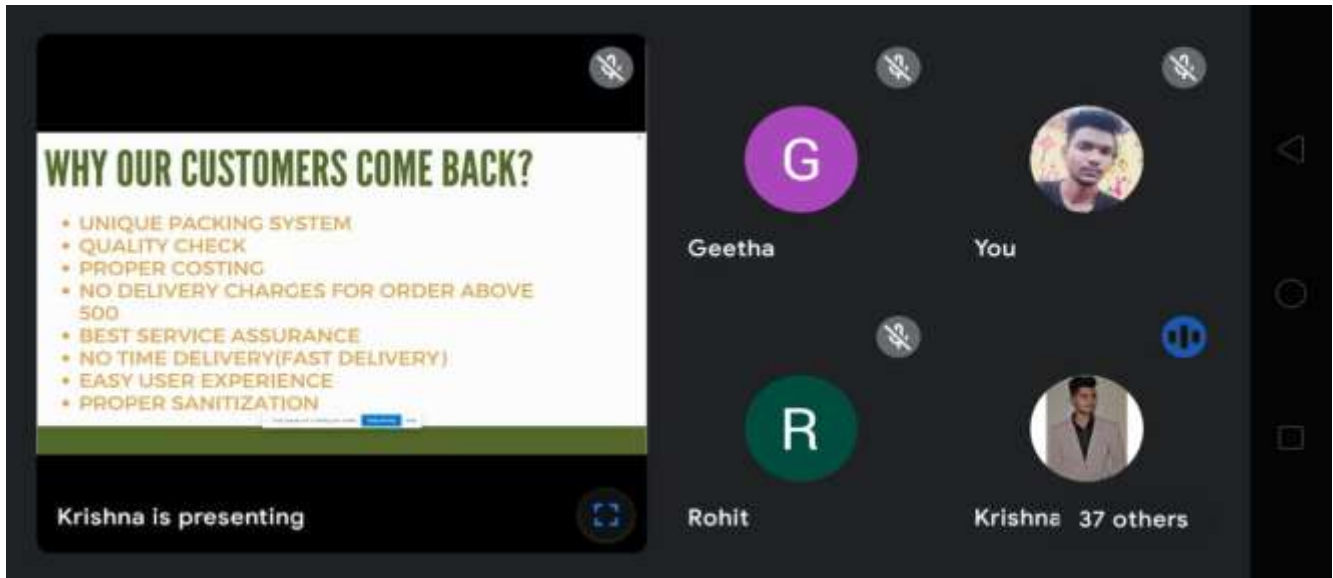 WHY OUR CUSTOMERS COME BACK?
• UNIQUE PACKING SYSTEM
• QUALITY CHECK
• PROPER COSTING
• NO DELIVERY CHARGES FOR ORDER ABOVE
500
• BEST SERVICE ASSURANCE
• NO TIME DELIVERY(FAST DELIVERY)
• EASY USER EXPERIENCE
• PROPER SANITIZATION
Krishna is presenting
G
Geetha
You
R
Rohit
Krishna
37 others